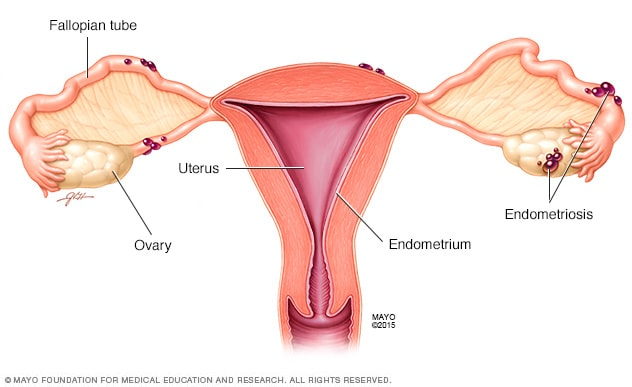 Fallopian tube
Uterus
Ovary
Endometrium
Endometriosis
MAYO
©2015
© MAYO FOUNDATION FOR MEDICAL EDUCATION AND RESEARCH. ALL RIGHTS RESERVED.